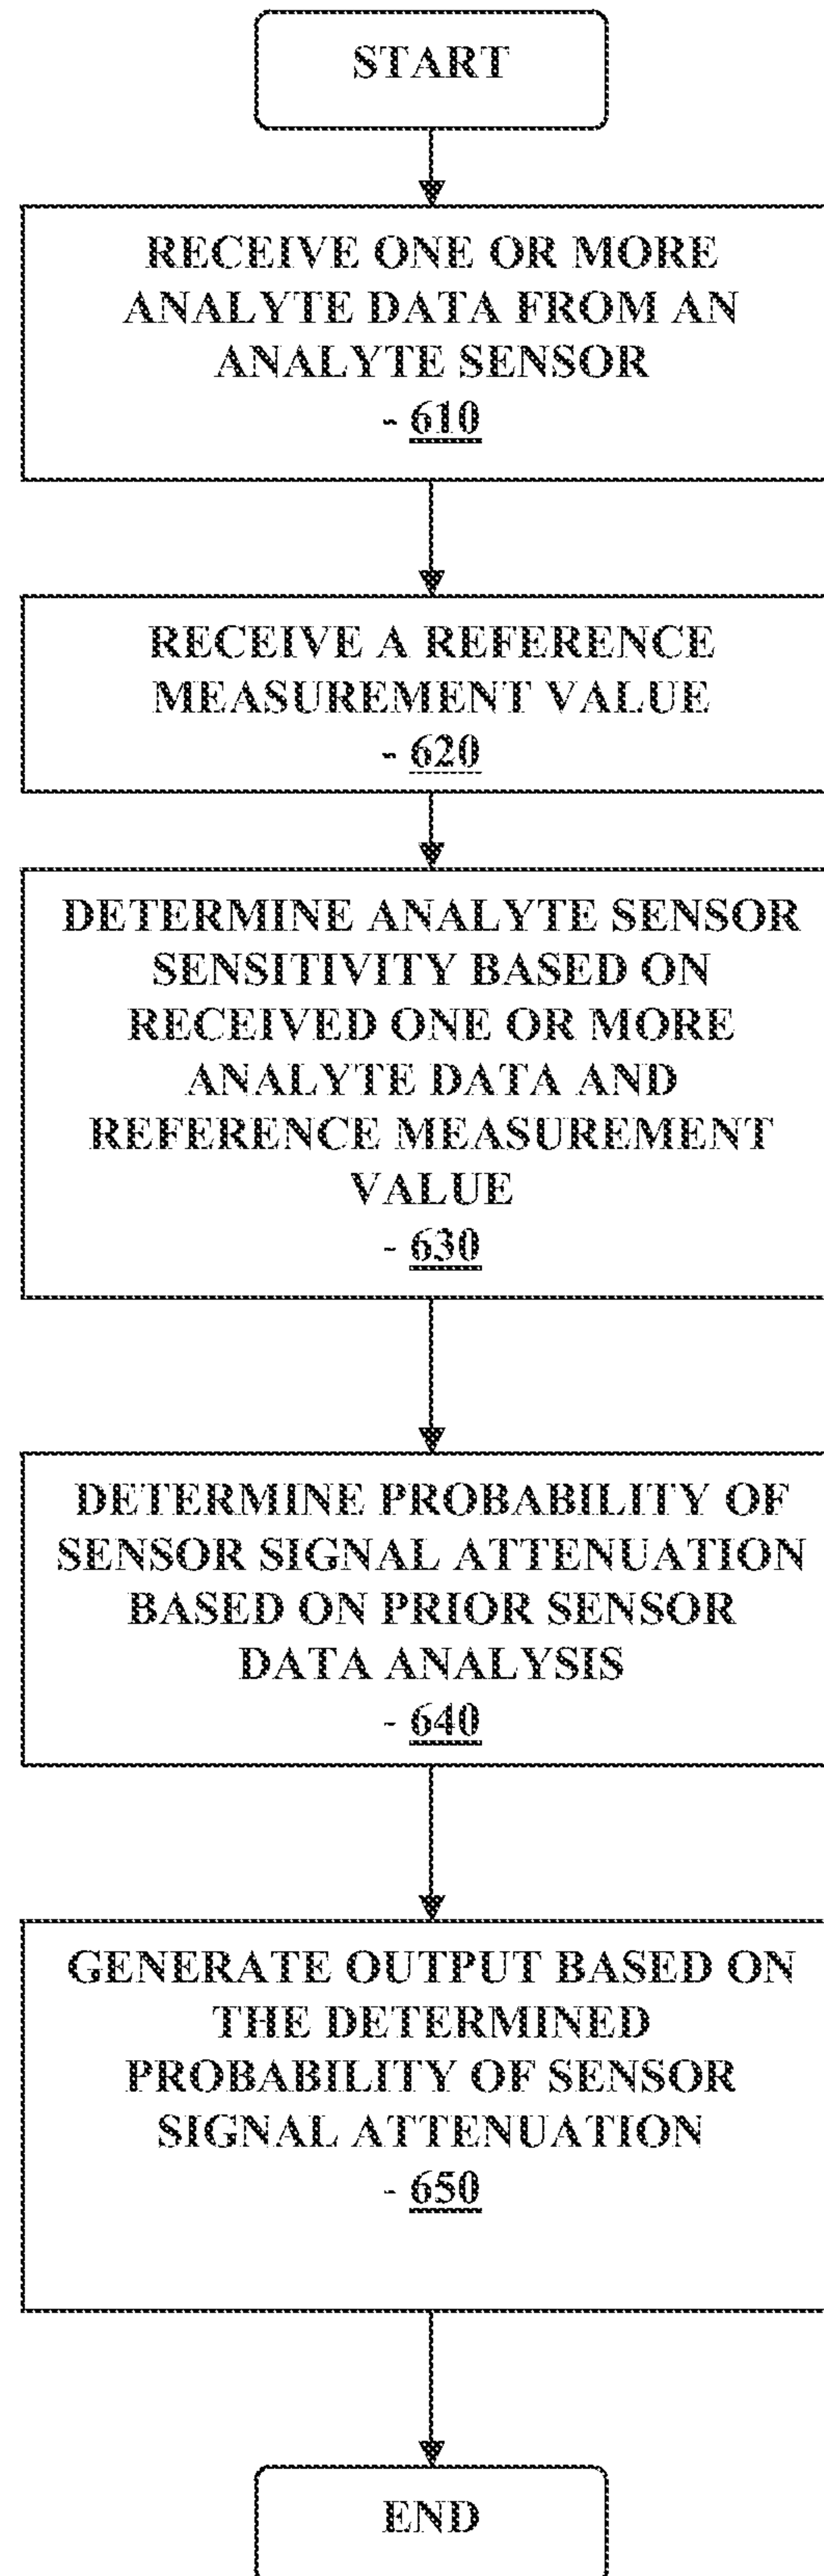 START
RECEIVE ONE OR MORE
ANALYTE DATA FROM AN
ANALYTE SENSOR
- 610
RECEIVE A REFERENCE
MEASUREMENT VALUE
- 620
DETERMINE ANALYTE SENSOR
SENSITIVITY BASED ON
RECEIVED ONE OR MORE
ANALYTE DATA AND
REFERENCE MEASUREMENT
VALUE
- 630
DETERMINE PROBABILITY OF
SENSOR SIGNAL ATTENUATION
BASED ON PRIOR SENSOR
DATA ANALYSIS
- 640
GENERATE OUTPUT BASED ON
THE DETERMINED
PROBABILITY OF SENSOR
SIGNAL ATTENUATION
- 650
END